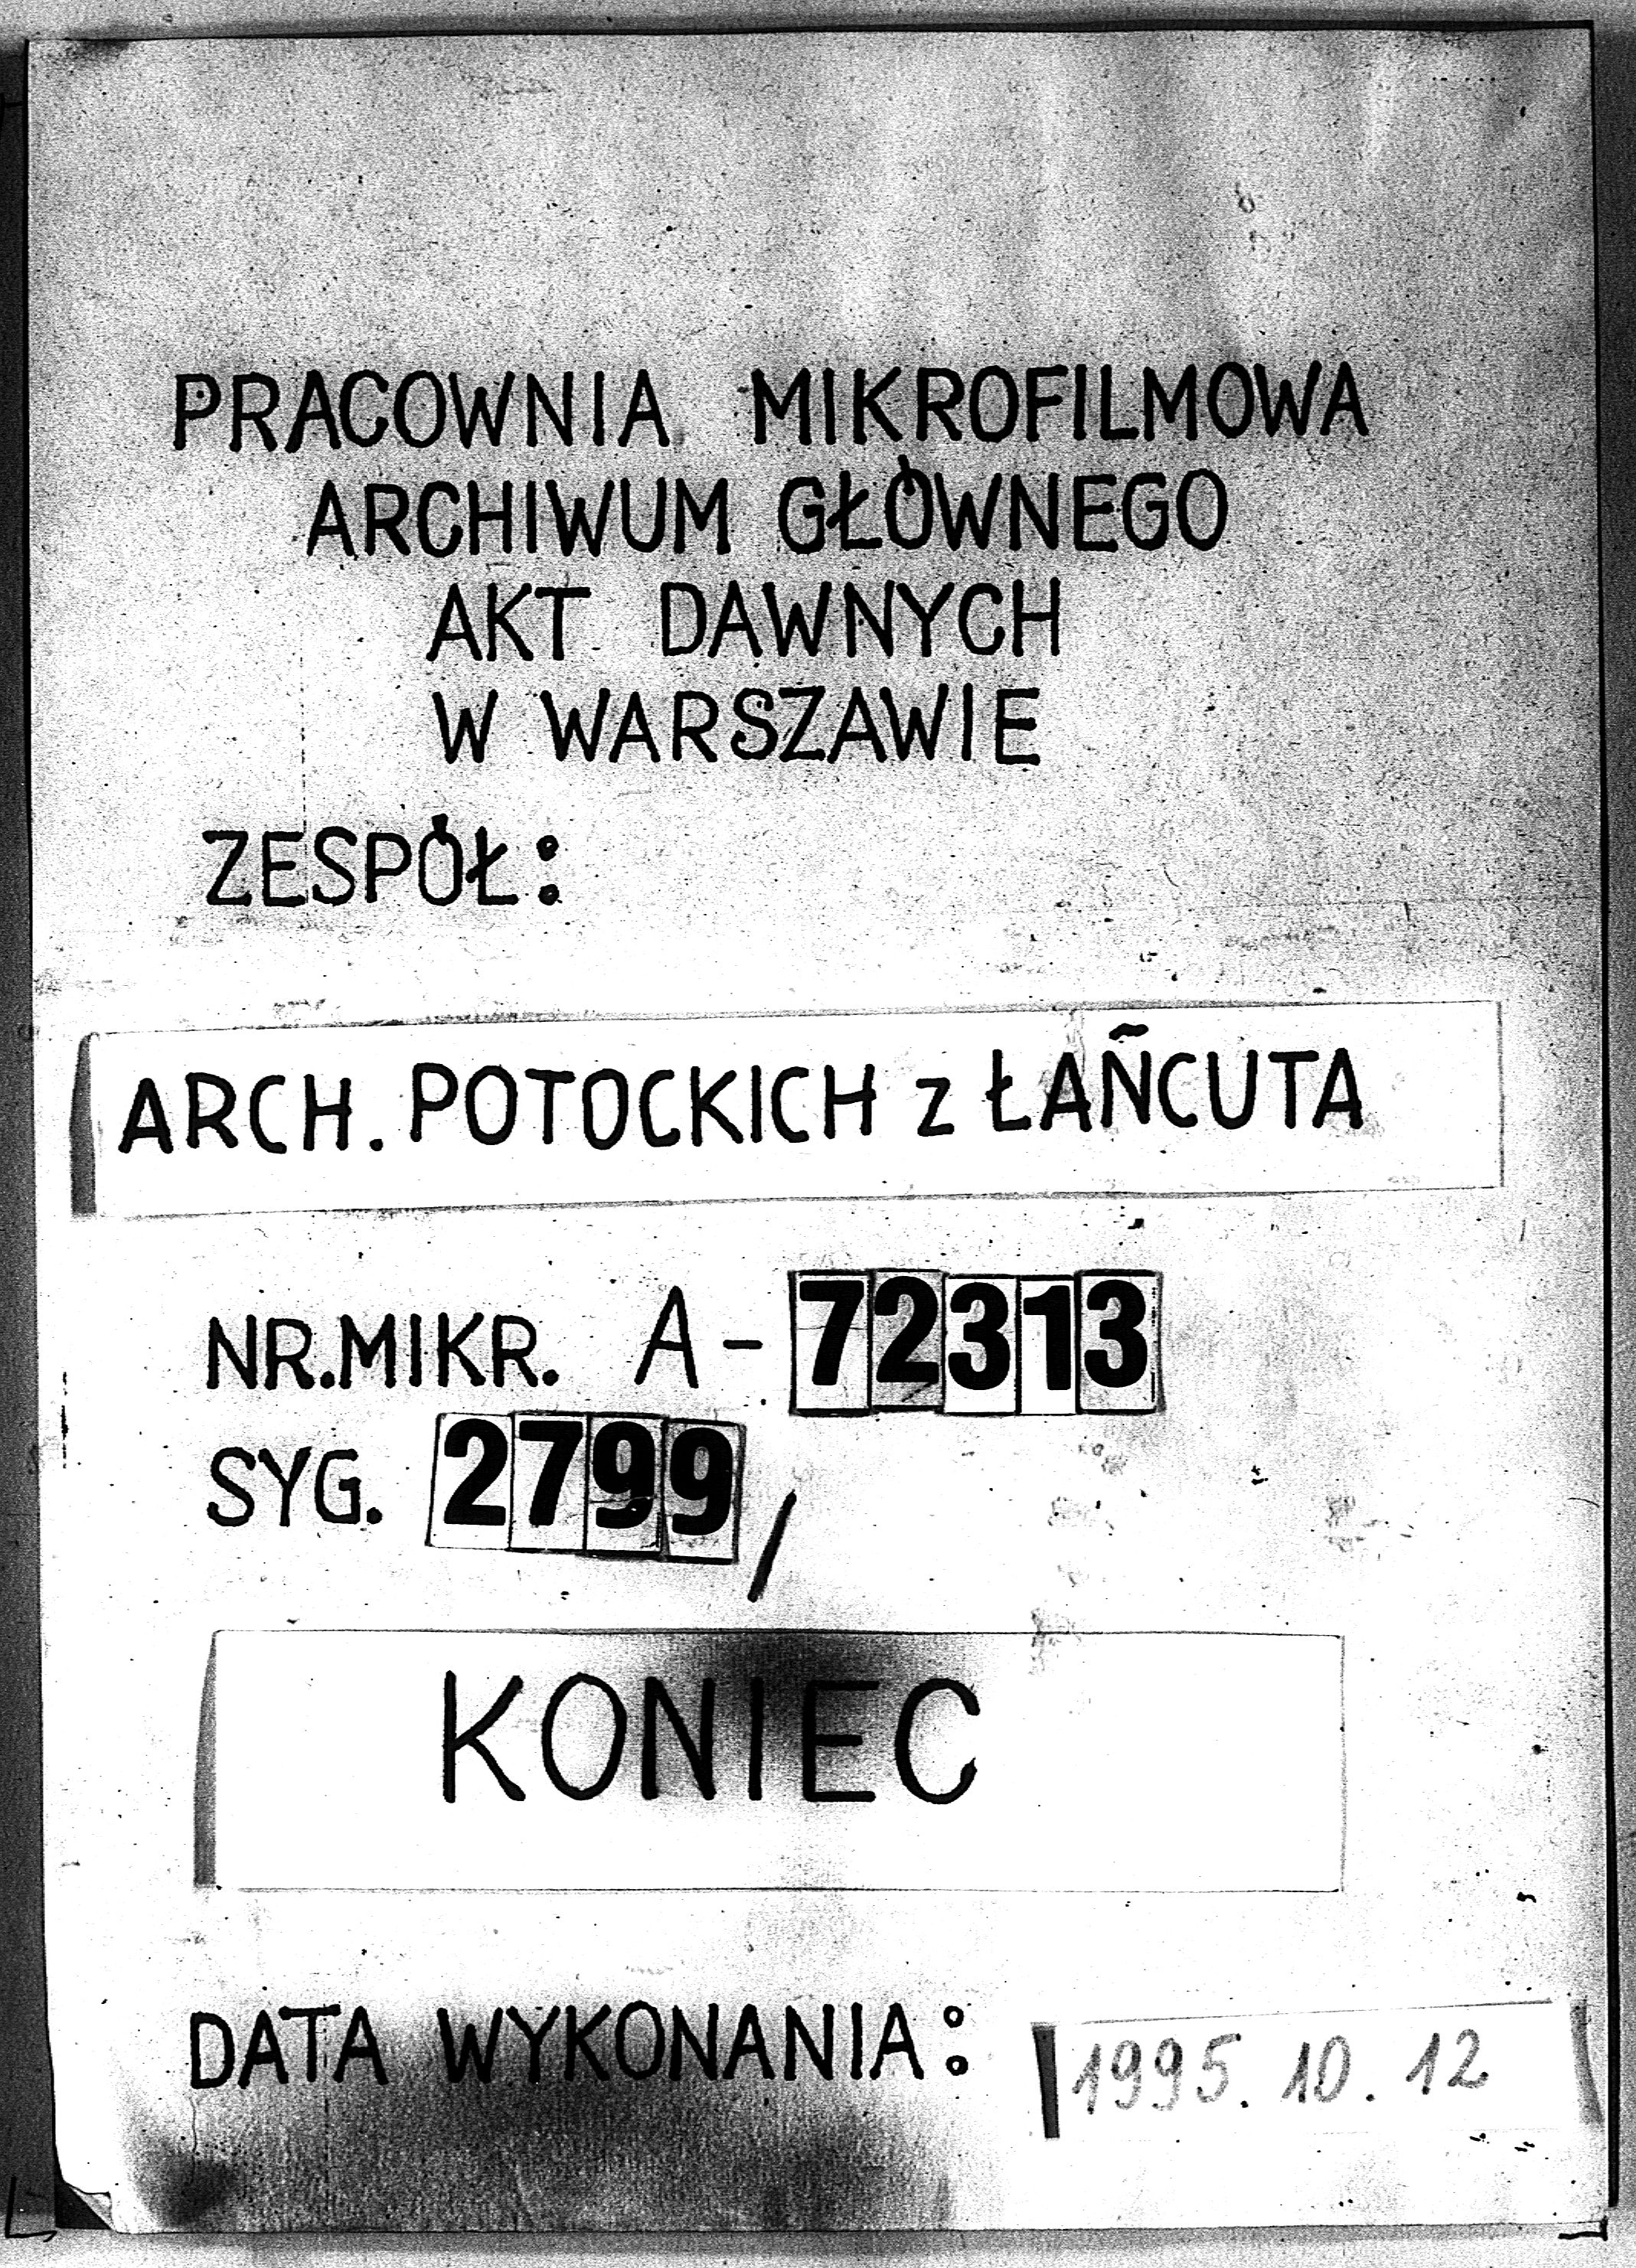 PRACOWNIA MIKROFILMOWA
ARCHIWUM GŁÓWNEGO
AKT DAWNYCH
W WARSZAWIE
ZESPÓŁ:
ARCH. POTOCKICH z ŁAŃCUTA
NR.MIKR. A-72313
SYG. 2799/
KONIEC
DATA WYKONANIA: 1995.10.12